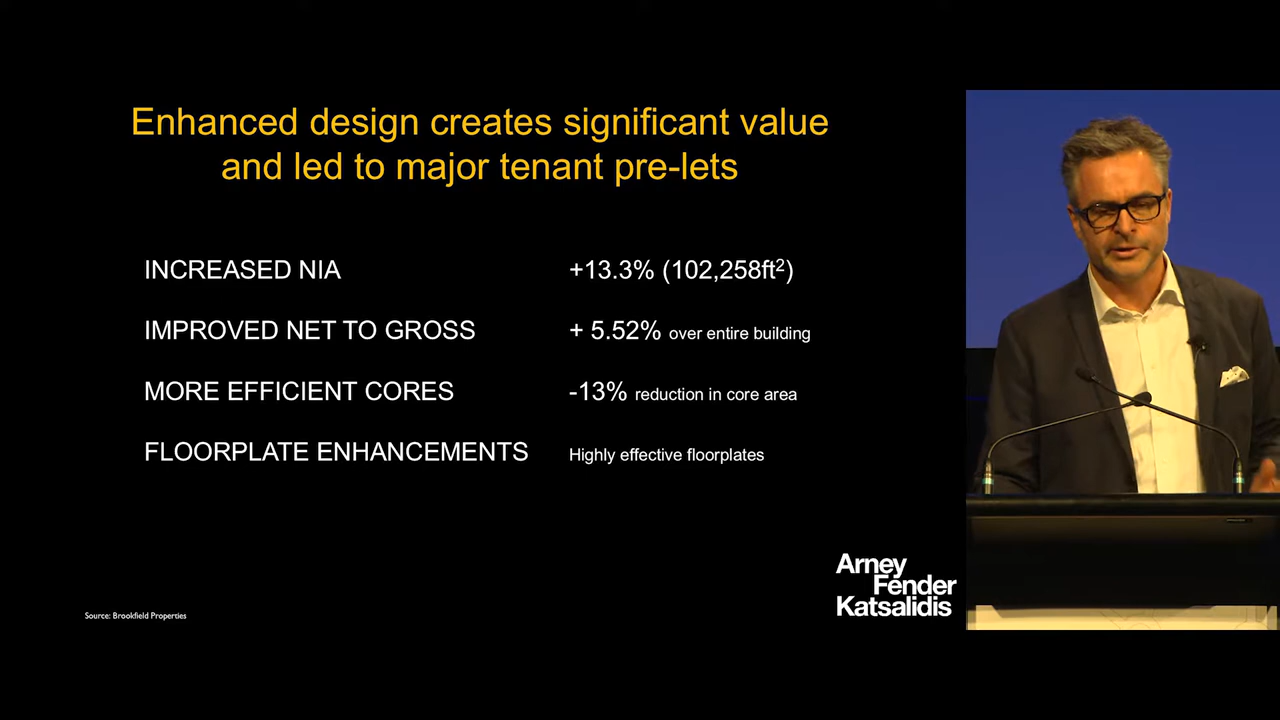 Enhanced design creates significant value
and led to major tenant pre-lets
INCREASED NIA +13.3% (102,258ft²)
IMPROVED NET TO GROSS + 5.52% over entire building
MORE EFFICIENT CORES -13% reduction in core area
FLOORPLATE ENHANCEMENTS Highly effective floorplates
Arney
Fender
Katsalidis
Source: Brookfield Properties